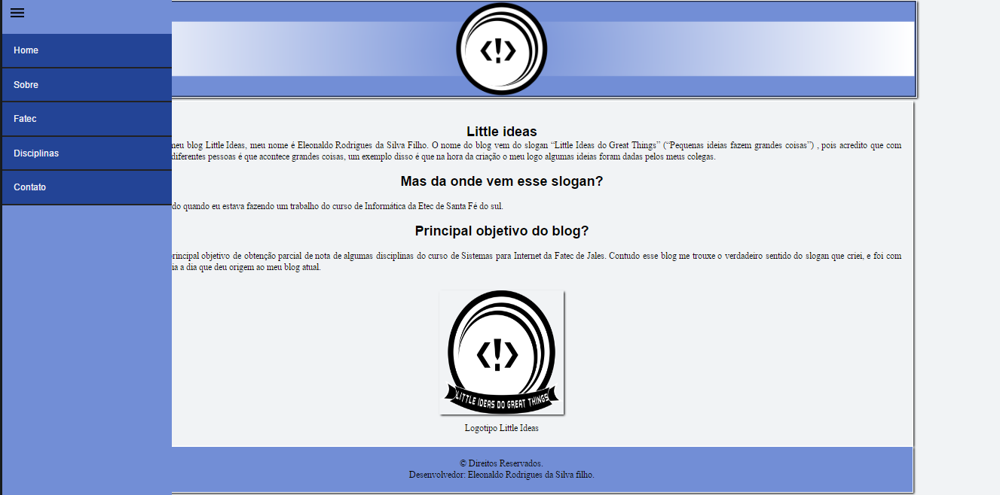 Home
Sobre
Fatec
Disciplinas
Contato
<!>
Little ideas
meu blog Little Ideas, meu nome é Eleonaldo Rodrigues da Silva Filho. O nome do blog vem do slogan “Little Ideas do Great Things” (“Pequenas ideias fazem grandes coisas”) , pois acredito que com
diferentes pessoas é que acontece grandes coisas, um exemplo disso é que na hora da criação o meu logo algumas ideias foram dadas pelos meus colegas.
Mas da onde vem esse slogan?
do quando eu estava fazendo um trabalho do curso de Informática da Etec de Santa Fé do sul.
Principal objetivo do blog?
principal objetivo de obtenção parcial de nota de algumas disciplinas do curso de Sistemas para Internet da Fatec de Jales. Contudo esse blog me trouxe o verdadeiro sentido do slogan que criei, e foi com
ia a dia que deu origem ao meu blog atual.
<!>
LITTLE IDEAS DO GREAT THINGS
Logotipo Little Ideas
© Direitos Reservados.
Desenvolvedor: Eleonaldo Rodrigues da Silva filho.